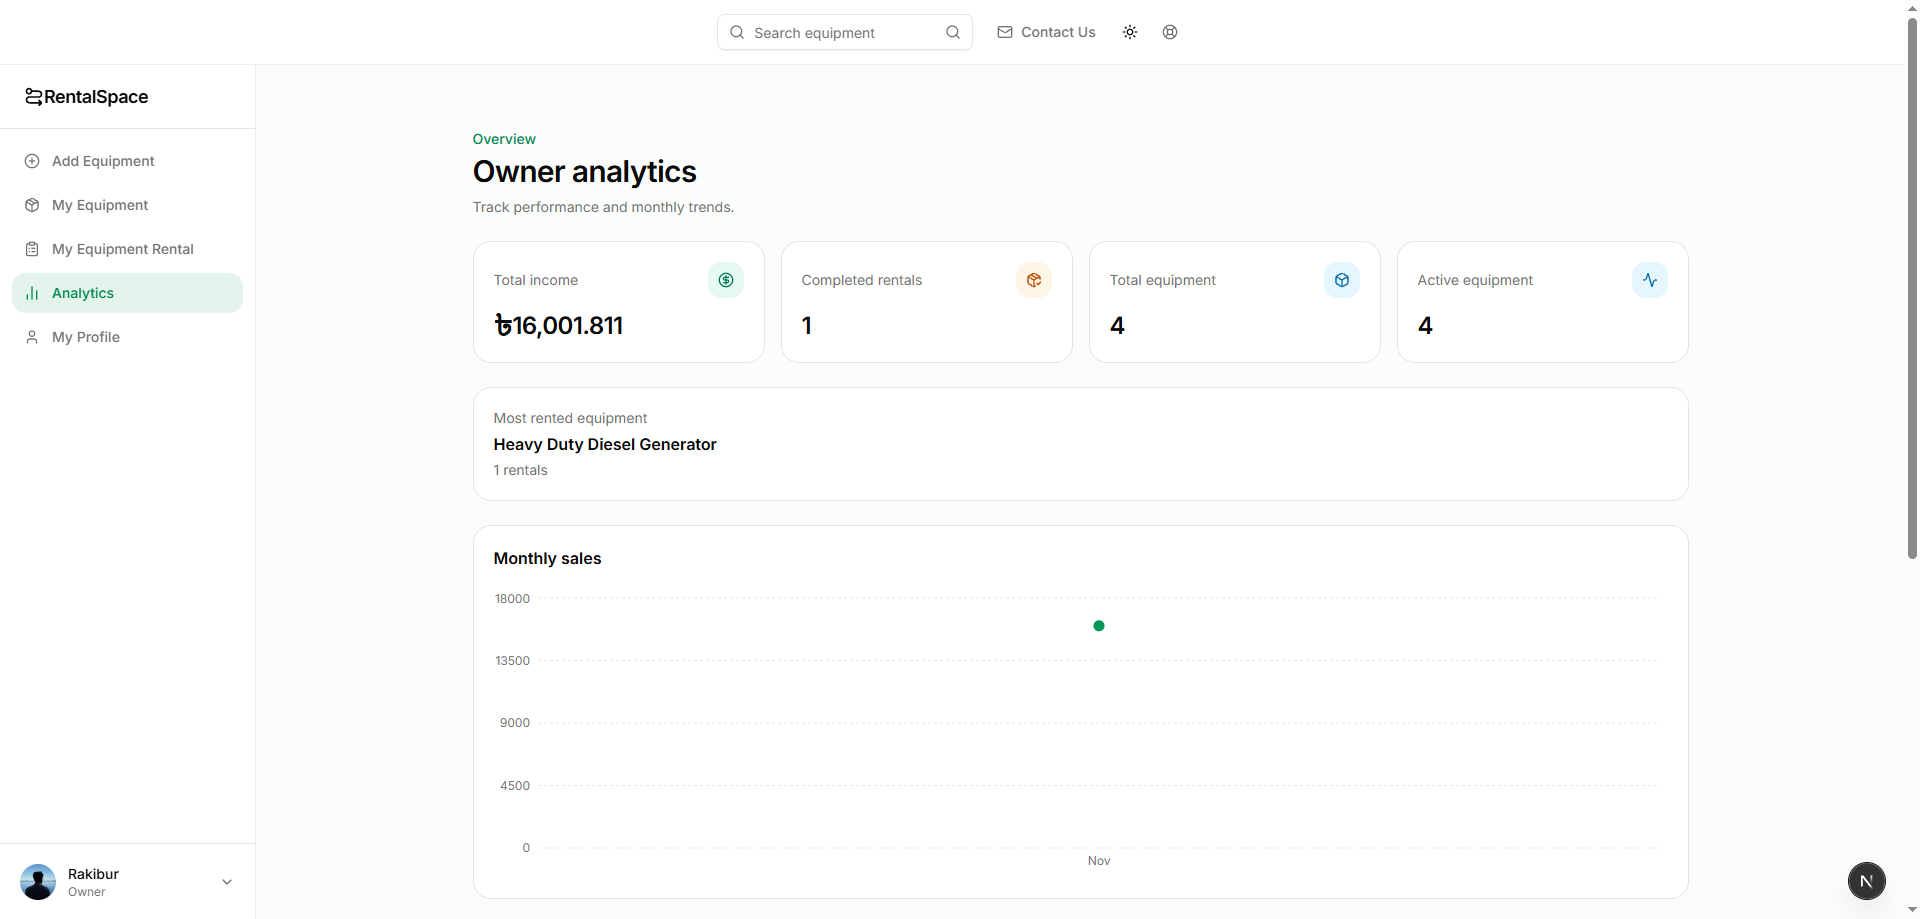 Search equipment
Contact Us
RentalSpace
Add Equipment
My Equipment
My Equipment Rental
Analytics
My Profile
Rakibur
Owner
Overview
Owner analytics
Track performance and monthly trends.
Total income
৳16,001.811
Completed rentals
1
Total equipment
4
Active equipment
4
Most rented equipment
Heavy Duty Diesel Generator
1 rentals
Monthly sales
18000
13500
9000
4500
0
Nov
N